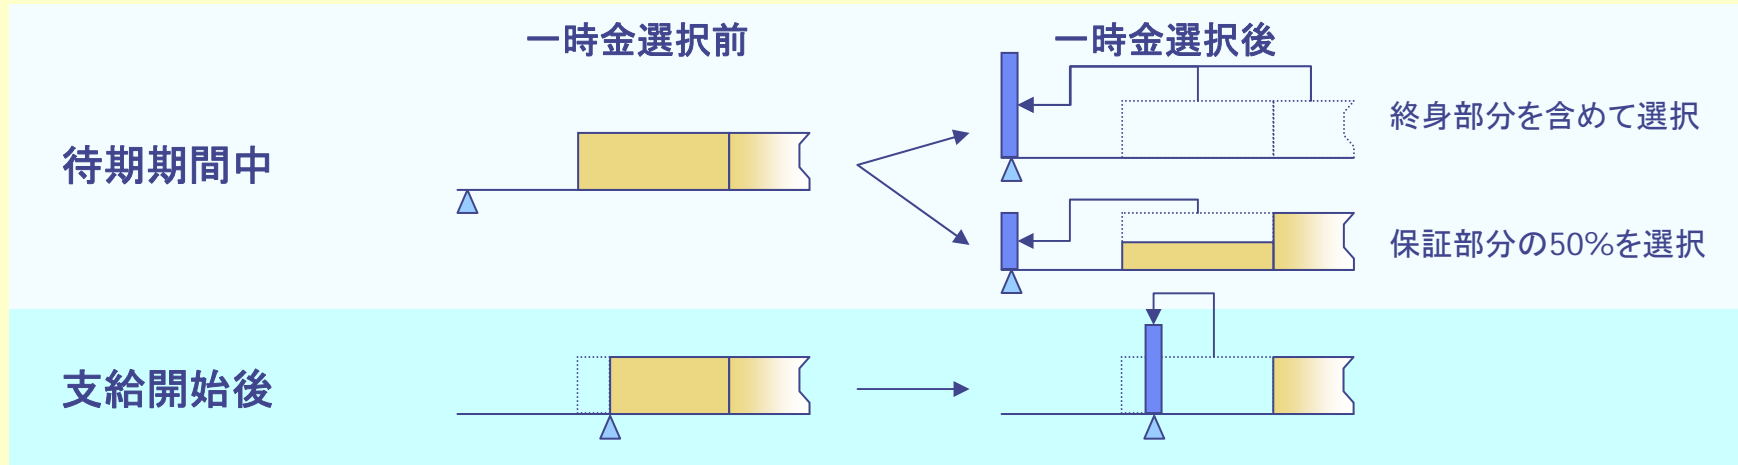 一時金選択前
一時金選択後
待期期間中
終身部分を含めて選択
保証部分の50%を選択
支給開始後